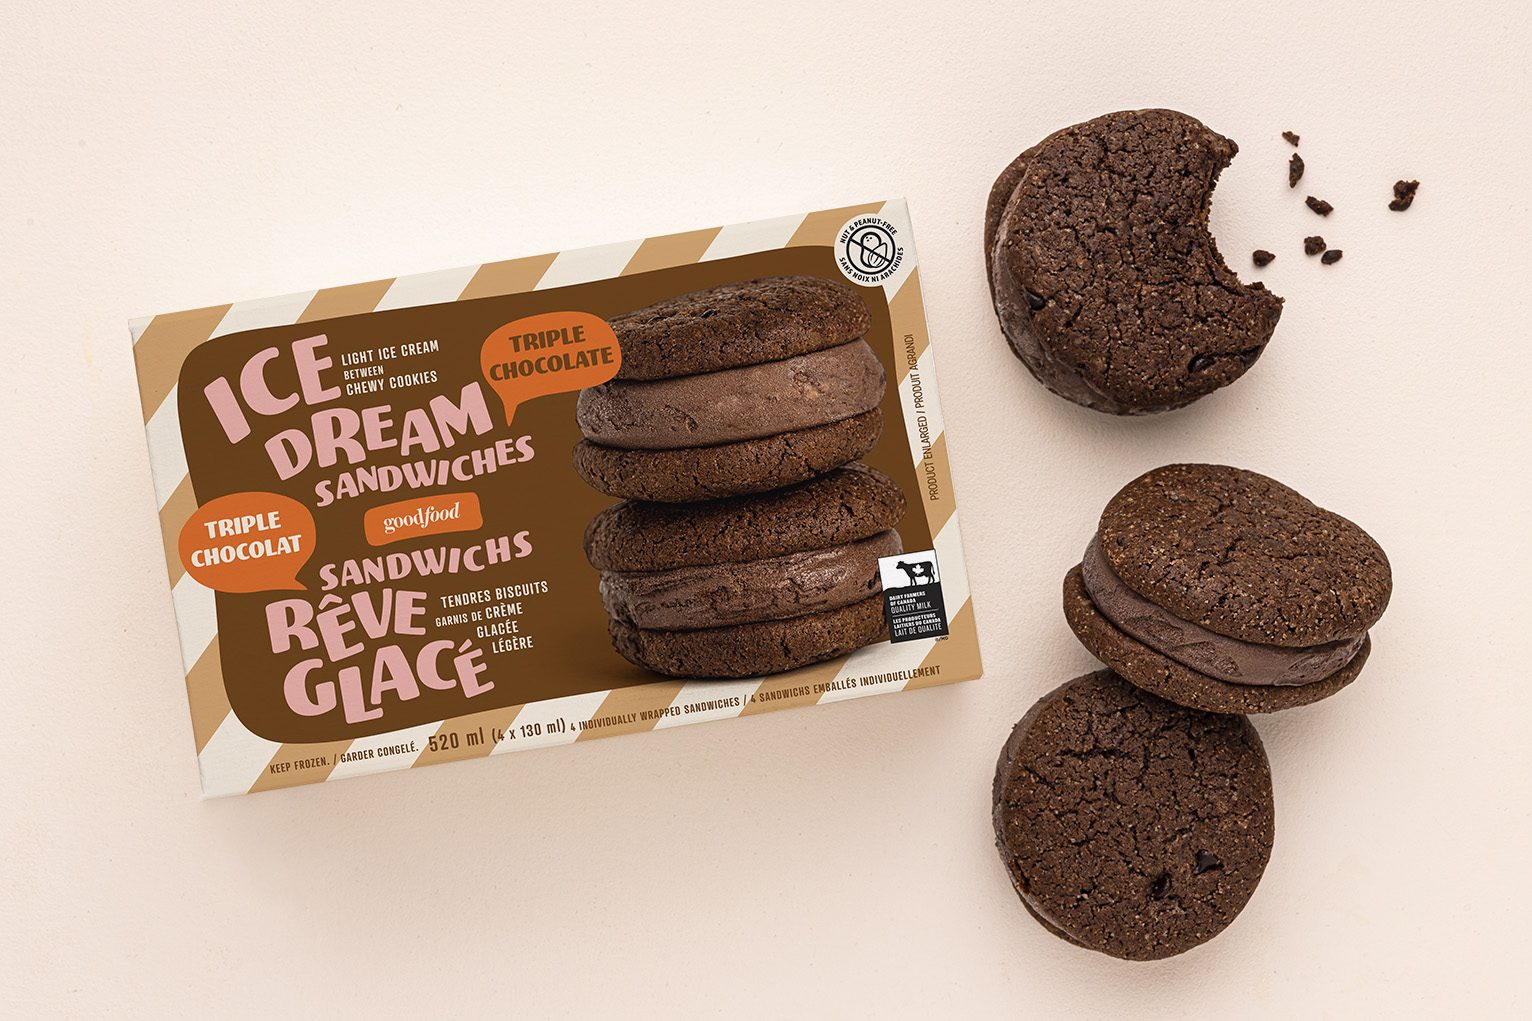 NUT & PEANUT-FREE
SANS NOIX NI ARACHIDES
ICE
DREAM
SANDWICHES
LIGHT ICE CREAM
BETWEEN
CHEWY COOKIES
TRIPLE
CHOCOLATE
goodfood
TRIPLE
CHOCOLAT
SANDWICHS
RÊVE
GLACÉ
TENDRES BISCUITS
GARNIS DE CRÈME
GLACÉE
LÉGÈRE
PRODUCT ENLARGED / PRODUIT AGRANDI
DAIRY FARMERS
OF CANADA
QUALITY MILK
LES PRODUCTEURS
LAITIERS DU CANADA
LAIT DE QUALITÉ
KEEP FROZEN. / GARDER CONGELÉ. 520 ml (4 x 130 ml) 4 INDIVIDUALLY WRAPPED SANDWICHES / 4 SANDWICHS EMBALLÉS INDIVIDUELLEMENT